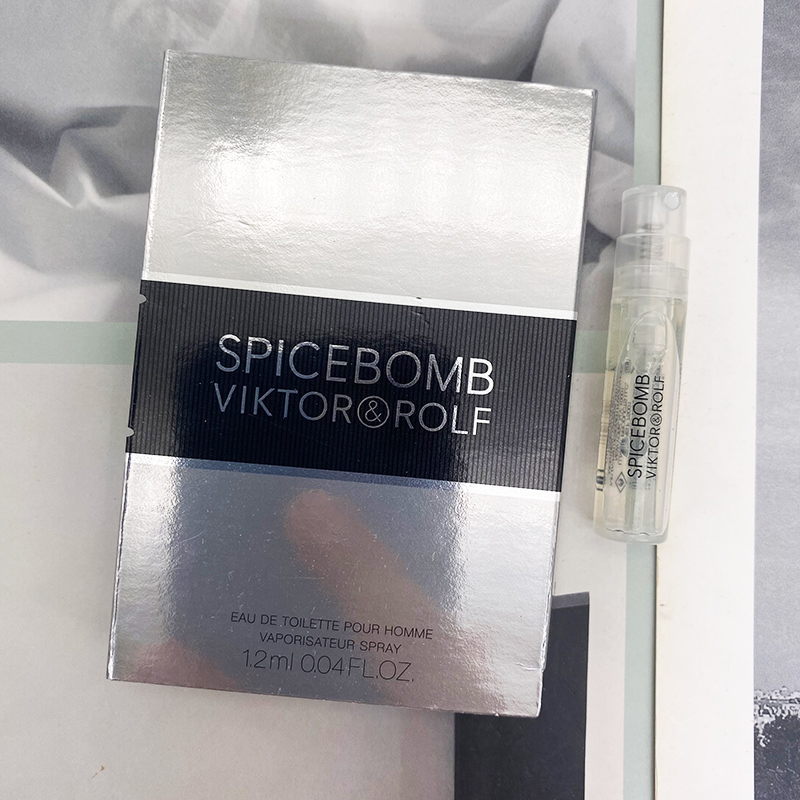 SPICEBOMB
VIKTOR&ROLF
EAU DE TOILETTE POUR HOMME
VAPORISATEUR SPRAY
1.2ml 0.04FL.OZ.
SPICEBOMB
VIKTOR&ROLF